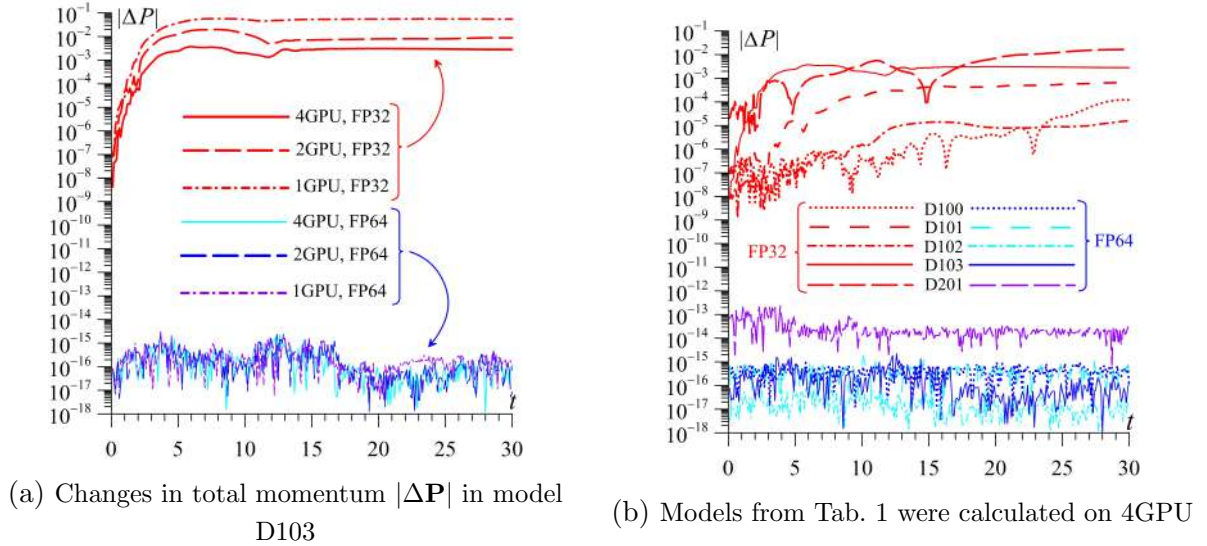 |ΔP|
10⁻¹
10⁻²
10⁻³
10⁻⁴
10⁻⁵
10⁻⁶
10⁻⁷
10⁻⁸
10⁻⁹
10⁻¹⁰
10⁻¹¹
10⁻¹²
10⁻¹³
10⁻¹⁴
10⁻¹⁵
10⁻¹⁶
10⁻¹⁷
10⁻¹⁸
4GPU, FP32
2GPU, FP32
1GPU, FP32
4GPU, FP64
2GPU, FP64
1GPU, FP64
t
0 5 10 15 20 25 30
(a) Changes in total momentum |ΔP| in model
D103
|ΔP|
10⁻¹
10⁻²
10⁻³
10⁻⁴
10⁻⁵
10⁻⁶
10⁻⁷
10⁻⁸
10⁻⁹
10⁻¹⁰
10⁻¹¹
10⁻¹²
10⁻¹³
10⁻¹⁴
10⁻¹⁵
10⁻¹⁶
10⁻¹⁷
10⁻¹⁸
FP32
D100
D101
D102
D103
D201
FP64
t
0 5 10 15 20 25 30
(b) Models from Tab. 1 were calculated on 4GPU